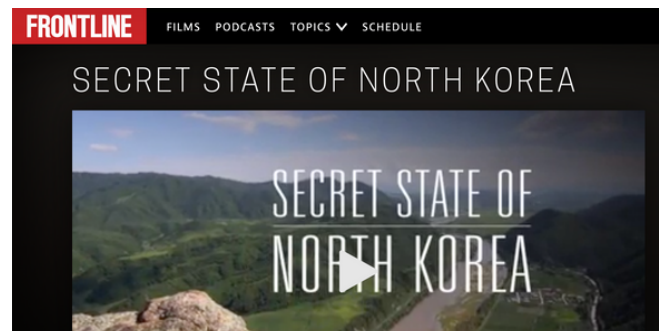 FRONTLINE FILMS PODCASTS TOPICS SCHEDULE
SECRET STATE OF NORTH KOREA
SECRET STATE OF
NORTH KOREA